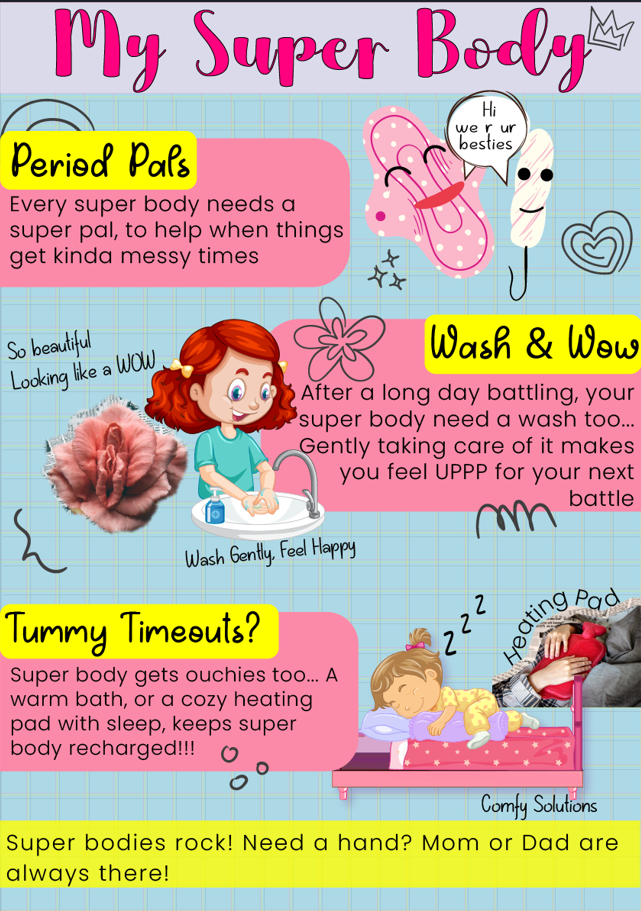 My Super Body
Hi
we r ur
besties
Period Pals
Every super body needs a
super pal, to help when things
get kinda messy times
So beautiful
Looking like a WOW
Wash & Wow
After a long day battling, your
super body need a wash too...
Gently taking care of it makes
you feel UPPP for your next
battle
Wash Gently, Feel Happy
Tummy Timeouts?
Super body gets ouchies too... A
warm bath, or a cozy heating
pad with sleep, keeps super
body recharged!!!
z z z
Heating Pad
Comfy Solutions
Super bodies rock! Need a hand? Mom or Dad are
always there!